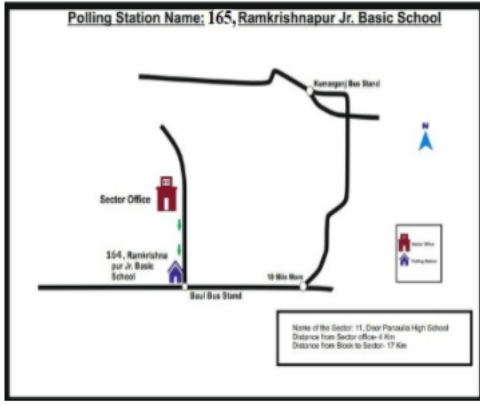 Polling Station Name: 165, Ramkrishnapur Jr. Basic School
Kumarganj Bus Stand
N
Sector Office
164, Ramkrishna
pur Jr. Basic
School
10 Mile More
Baul Bus Stand
Sector Office
Polling Station
Name of the Sector: 11, Deor Panaulla High School
Distance from Sector office- 4 Km
Distance from Block to Sector- 17 Km